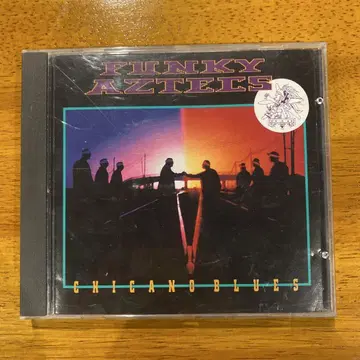 FUNKY
AZTECS
CHICANO BLUES